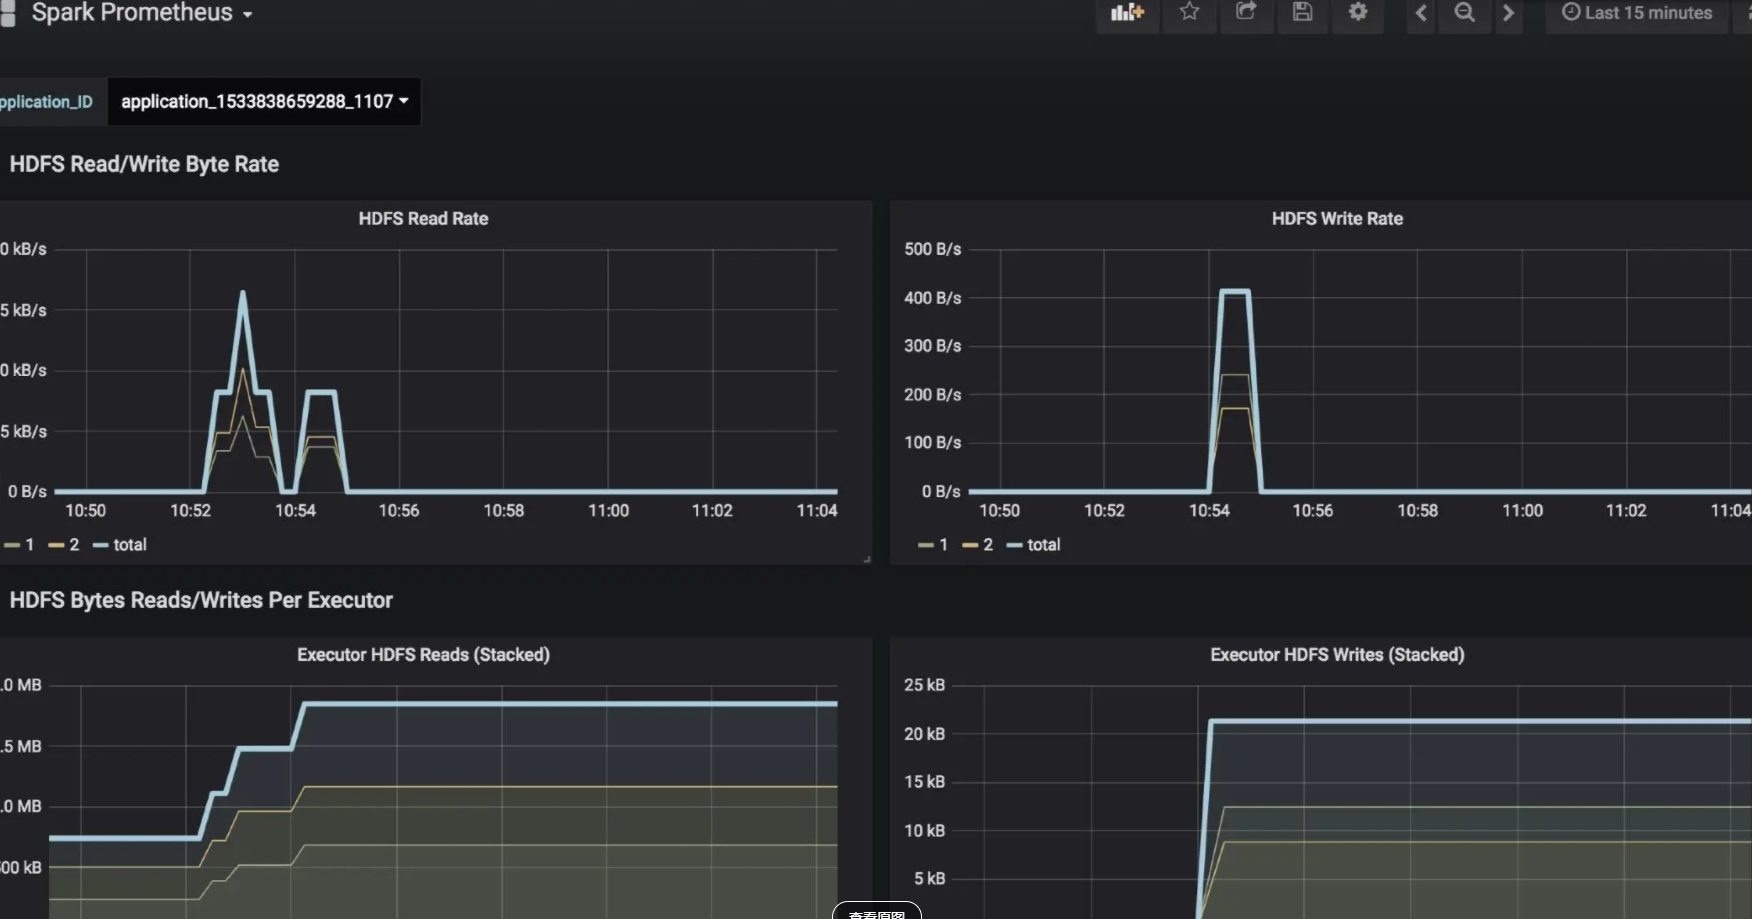 Spark Prometheus
Last 15 minutes
pplication_ID
application_1533838659288_1107
HDFS Read/Write Byte Rate
HDFS Read Rate
0 kB/s
5 kB/s
0 kB/s
5 kB/s
0 B/s
10:50 10:52 10:54 10:56 10:58 11:00 11:02 11:04
1 2 total
HDFS Write Rate
500 B/s
400 B/s
300 B/s
200 B/s
100 B/s
0 B/s
10:50 10:52 10:54 10:56 10:58 11:00 11:02 11:04
1 2 total
HDFS Bytes Reads/Writes Per Executor
Executor HDFS Reads (Stacked)
.0 MB
.5 MB
.0 MB
00 kB
Executor HDFS Writes (Stacked)
25 kB
20 kB
15 kB
10 kB
5 kB
查看原图